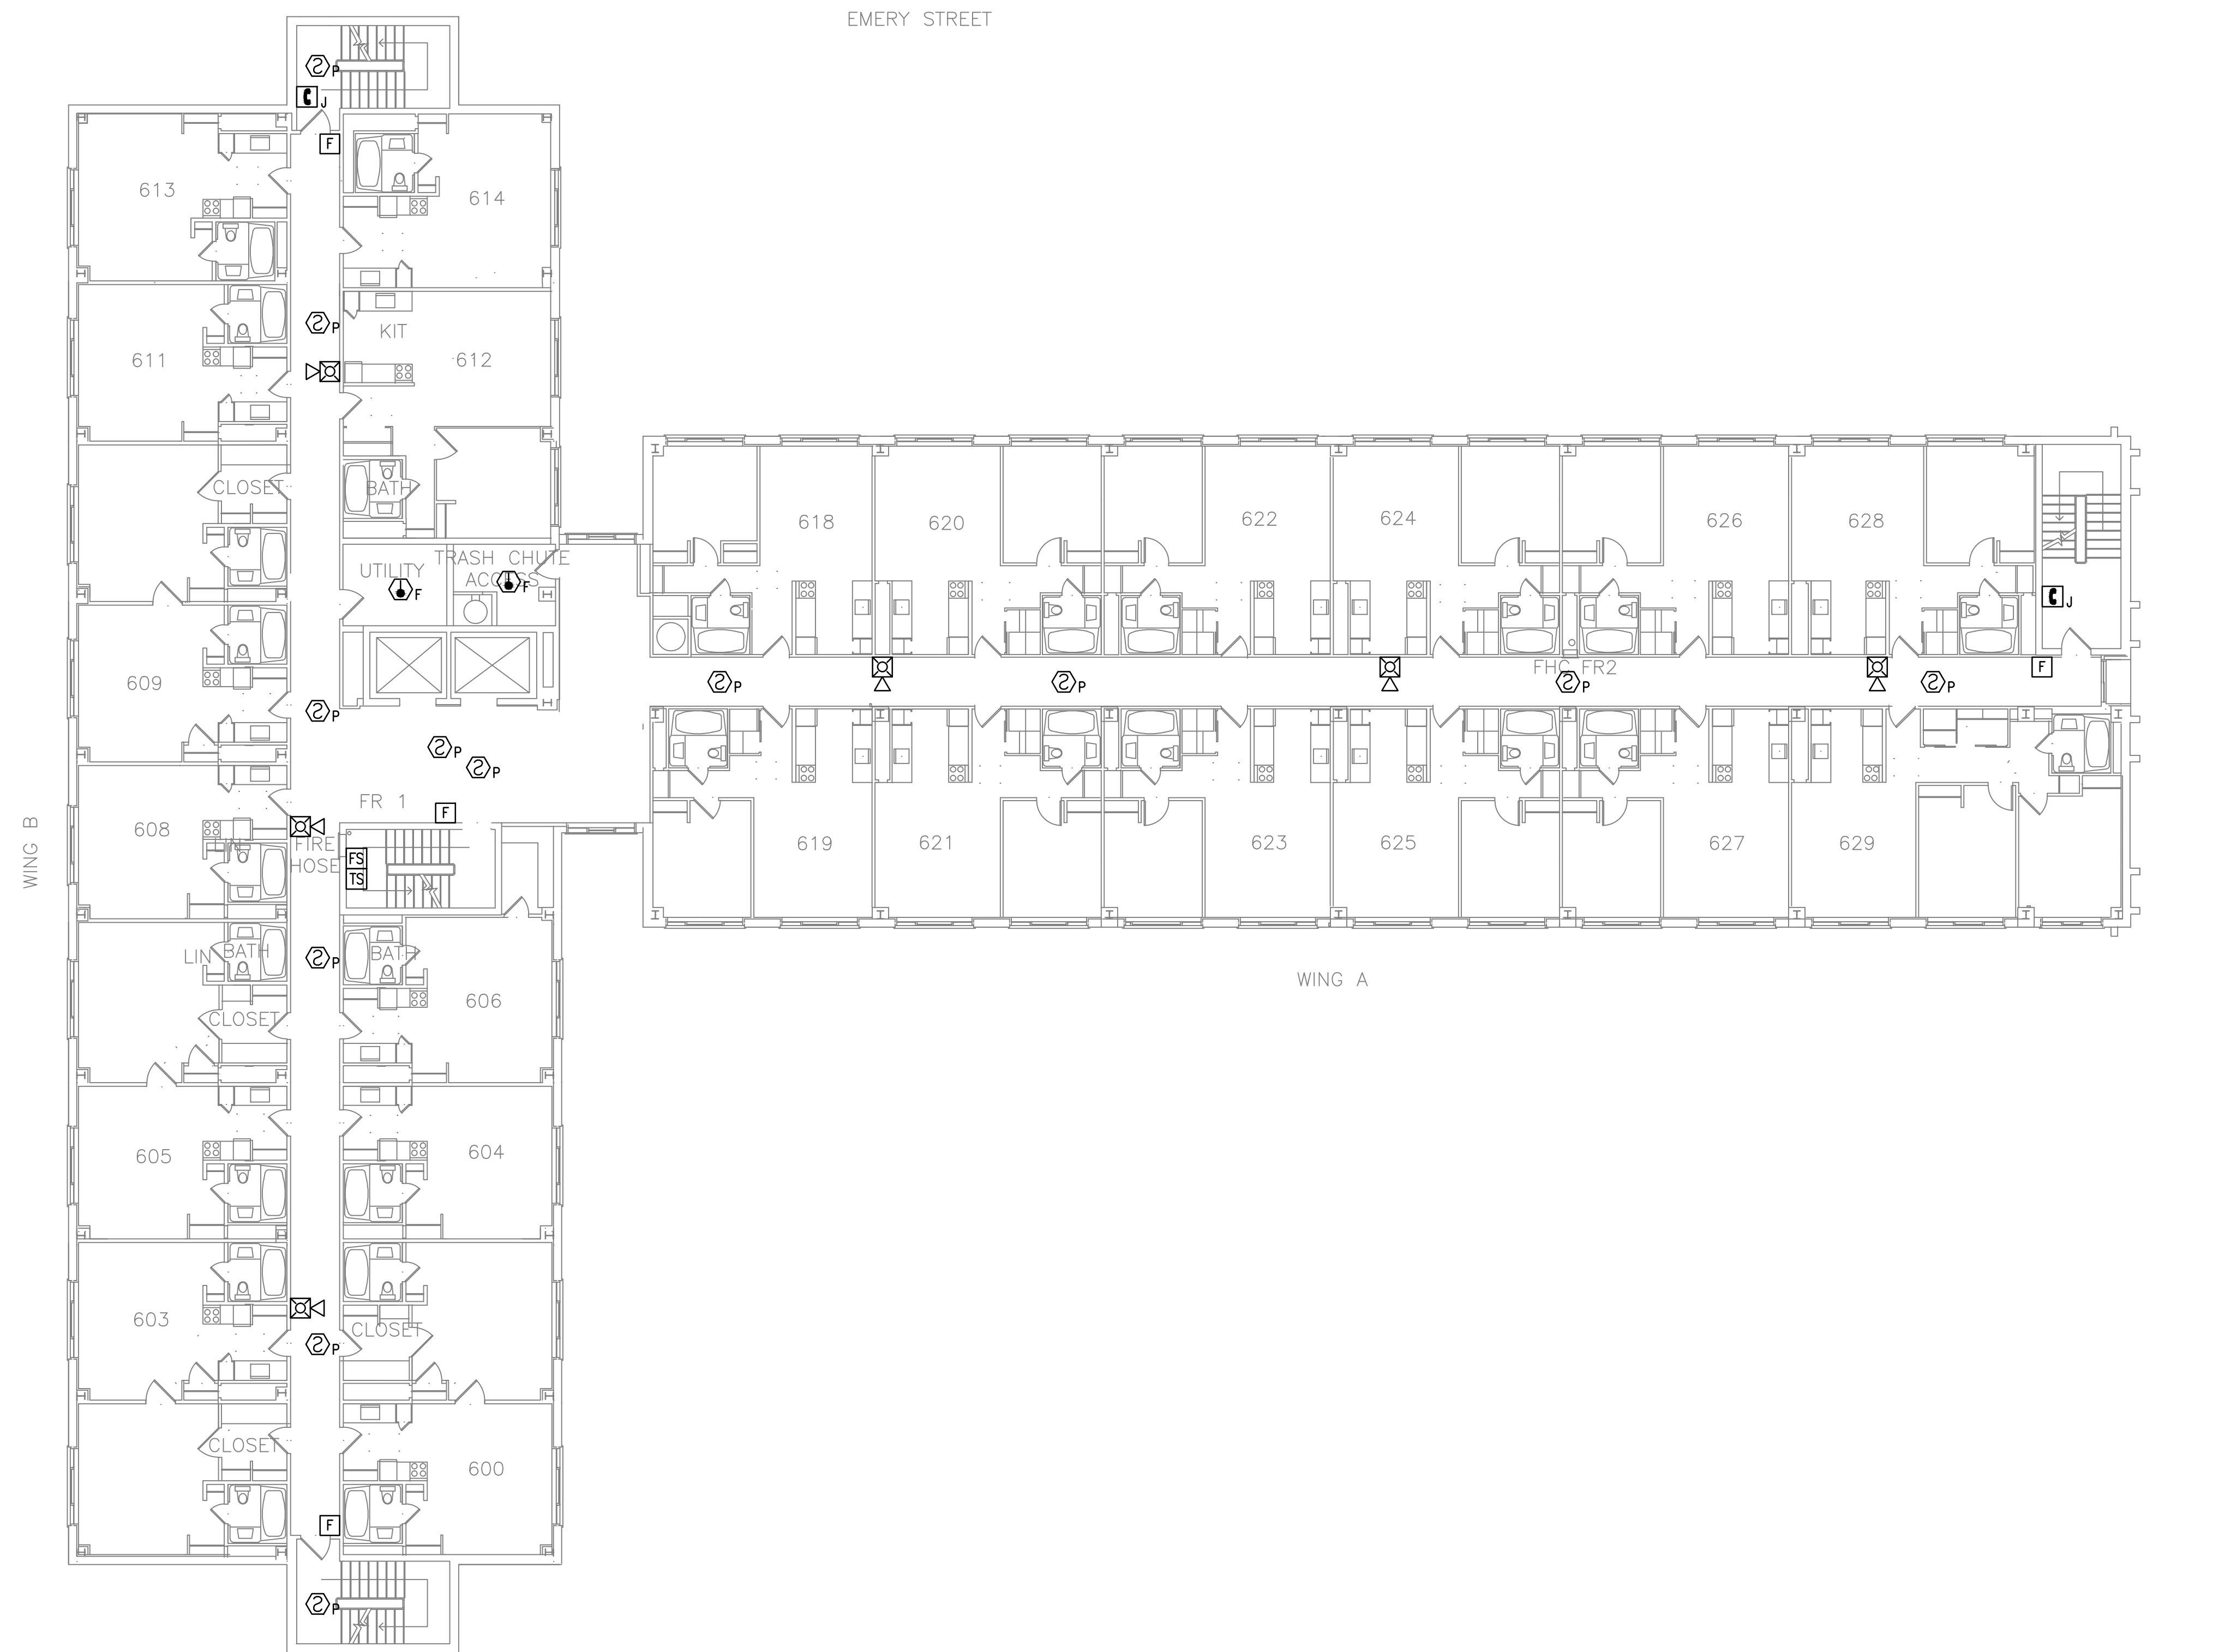 EMERY STREET
P
J
F
613
614
P
KIT
611
612
CLOSET
BATH
618
620
622
624
626
628
TRASH CHUTE
ACCESS
UTILITY
F
F
J
609
FHC FR2
F
P
P
P
P
P
P
P
FR 1
F
WING B
608
LIN
FIRE
HOSE
FS
TS
619
621
623
625
627
629
LIN
BATH
P
BATH
WING A
606
CLOSET
605
604
603
CLOSET
P
CLOSET
600
F
P